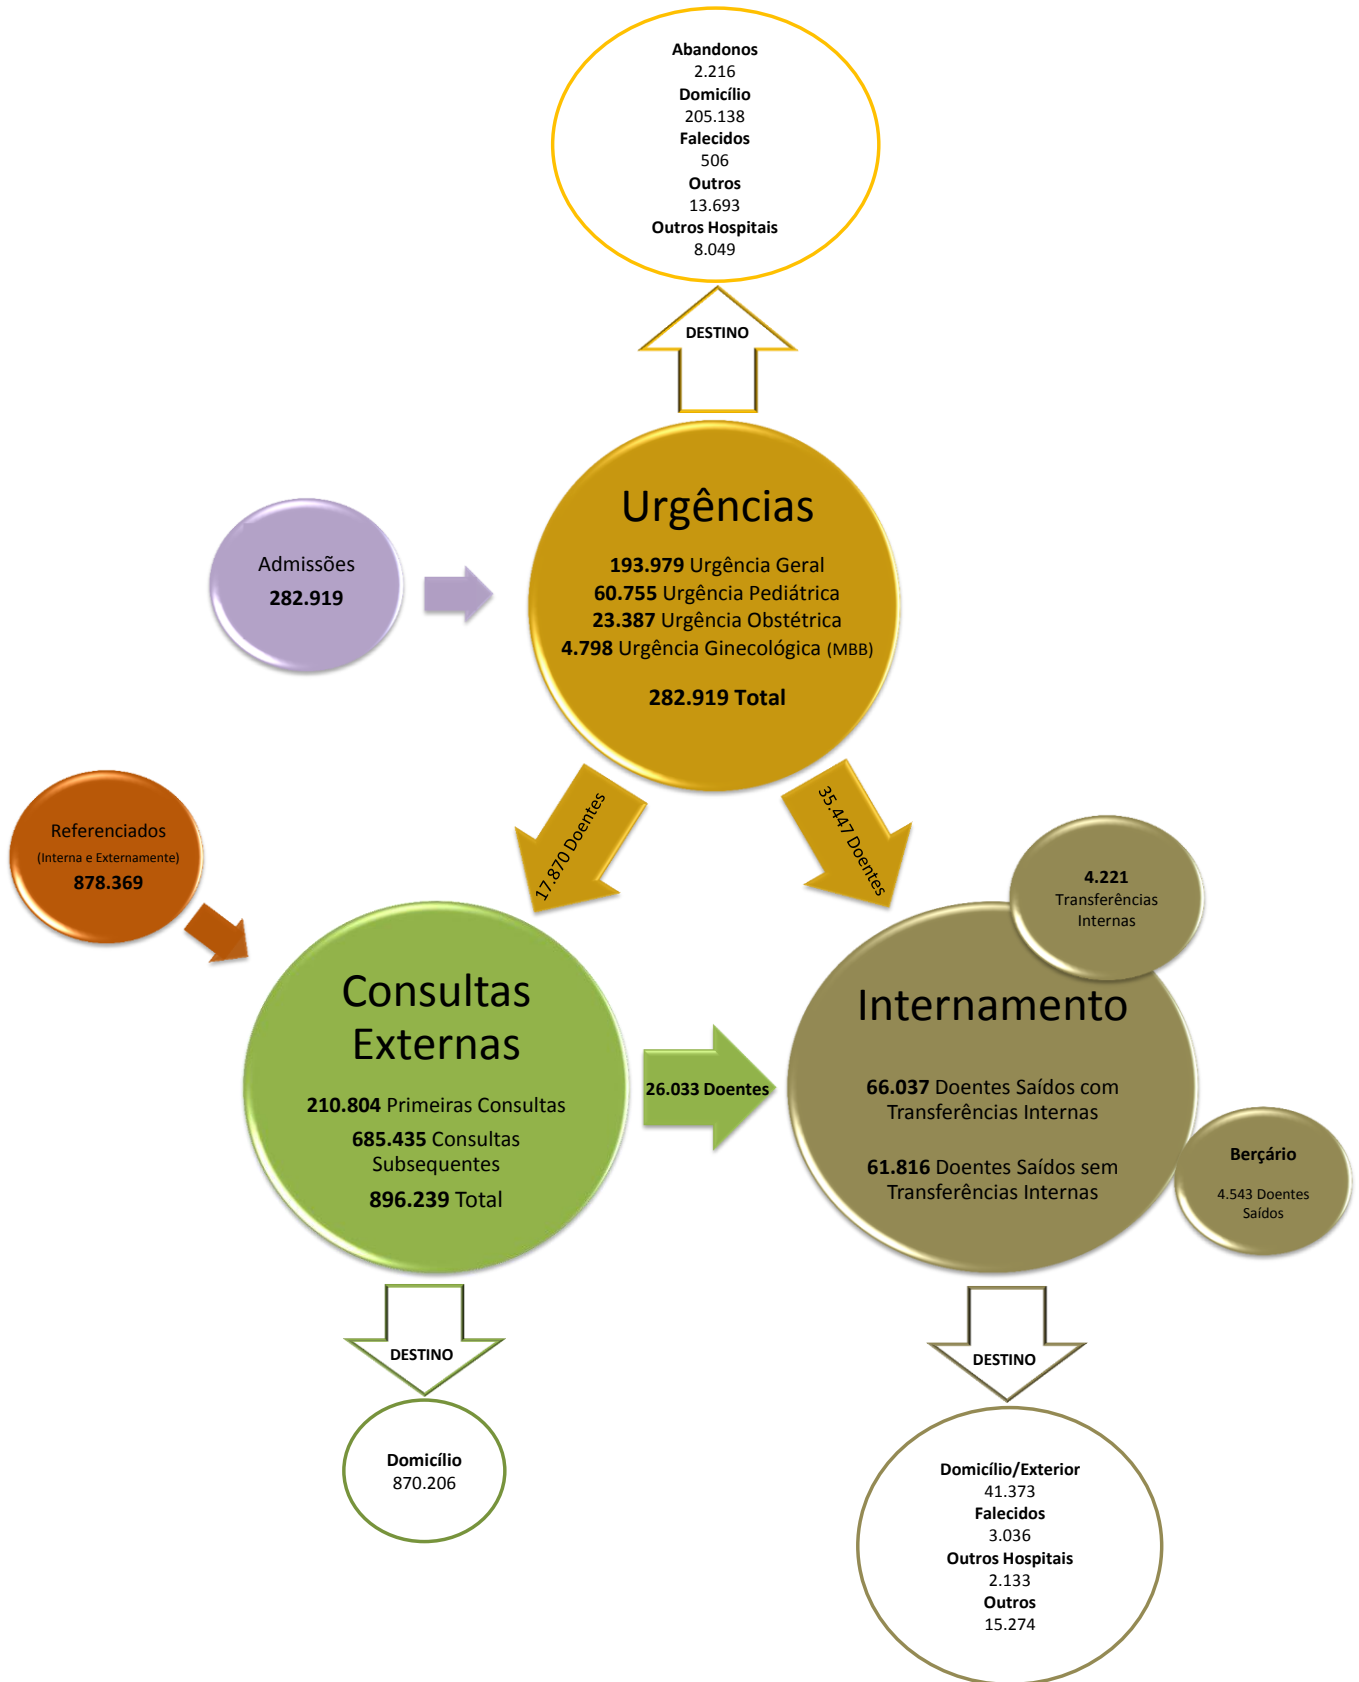 Abandonos
2.216
Domicílio
205.138
Falecidos
506
Outros
13.693
Outros Hospitais
8.049
DESTINO
Urgências
193.979 Urgência Geral
60.755 Urgência Pediátrica
23.387 Urgência Obstétrica
4.798 Urgência Ginecológica (MBB)
282.919 Total
Admissões
282.919
17.870 Doentes
35.447 Doentes
Referenciados
(Interna e Externamente)
878.369
4.221
Transferências
Internas
Consultas
Externas
210.804 Primeiras Consultas
685.435 Consultas
Subsequentes
896.239 Total
26.033 Doentes
Internamento
66.037 Doentes Saídos com
Transferências Internas
61.816 Doentes Saídos sem
Transferências Internas
Berçário
4.543 Doentes
Saídos
DESTINO
Domicílio
870.206
DESTINO
Domicílio/Exterior
41.373
Falecidos
3.036
Outros Hospitais
2.133
Outros
15.274